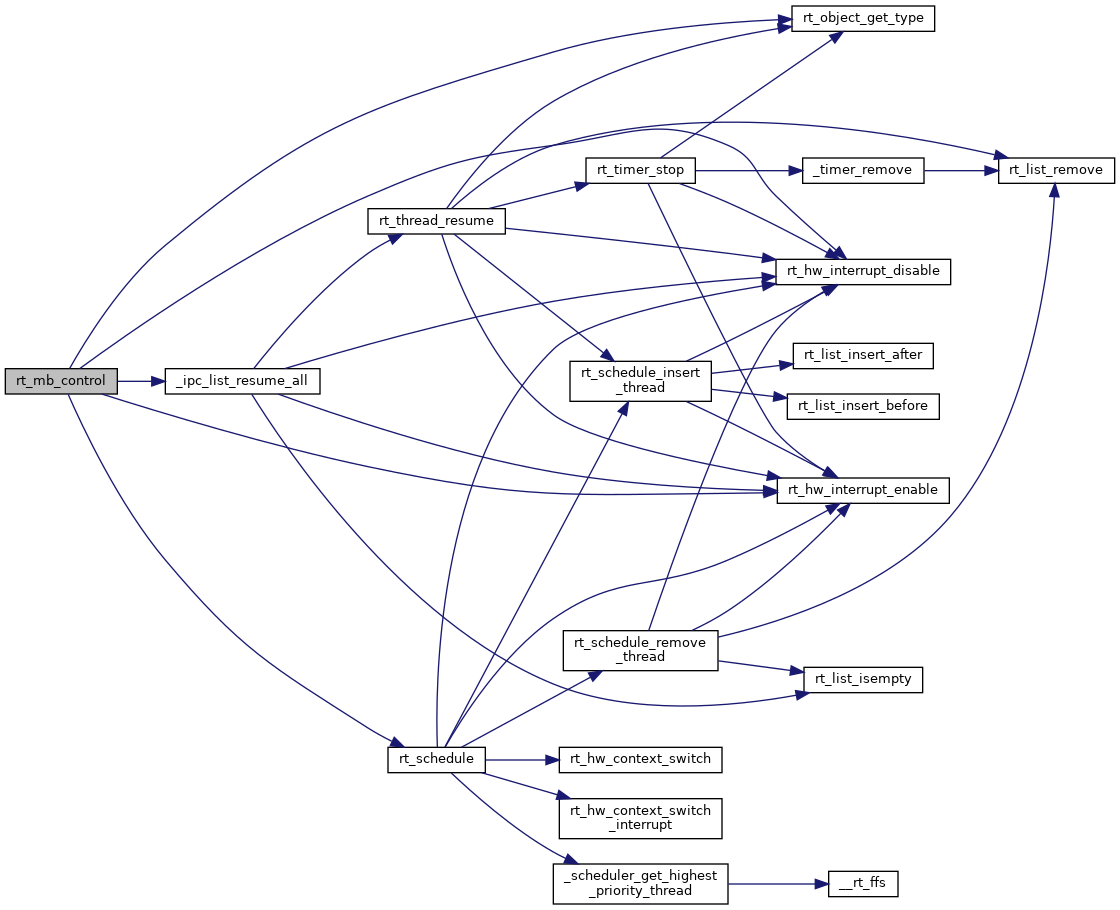 rt_object_get_type
rt_timer_stop
_timer_remove
rt_list_remove
rt_thread_resume
rt_hw_interrupt_disable
rt_list_insert_after
rt_mb_control
_ipc_list_resume_all
rt_schedule_insert
_thread
rt_list_insert_before
rt_hw_interrupt_enable
rt_schedule_remove
_thread
rt_list_isempty
rt_schedule
rt_hw_context_switch
rt_hw_context_switch
_interrupt
_scheduler_get_highest
_priority_thread
__rt_ffs